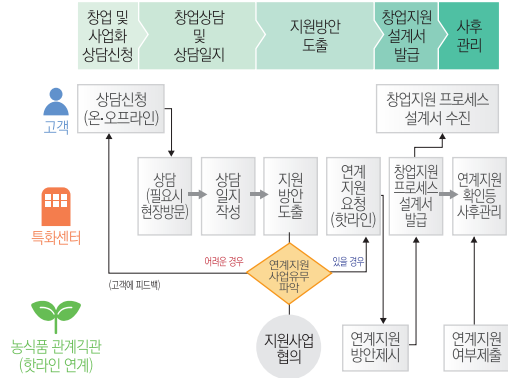 창업 및
사업화
상담신청
창업상담
및
상담일지
지원방안
도출
창업지원
설계서
발급
사후
관리
고객
상담신청
(온·오프라인)
창업지원 프로세스
설계서 수진
특화센터
상담
(필요시
현장방문)
상담
일지
작성
지원
방안
도출
연계
지원
요청
(핫라인)
창업지원
프로세스
설계서
발급
연계지원
확인등
사후관리
어려운 경우
연계지원
사업유무
파악
있을 경우
(고객에 피드백)
농식품 관계기관
(핫라인 연계)
지원사업
협의
연계지원
방안제시
연계지원
여부제출